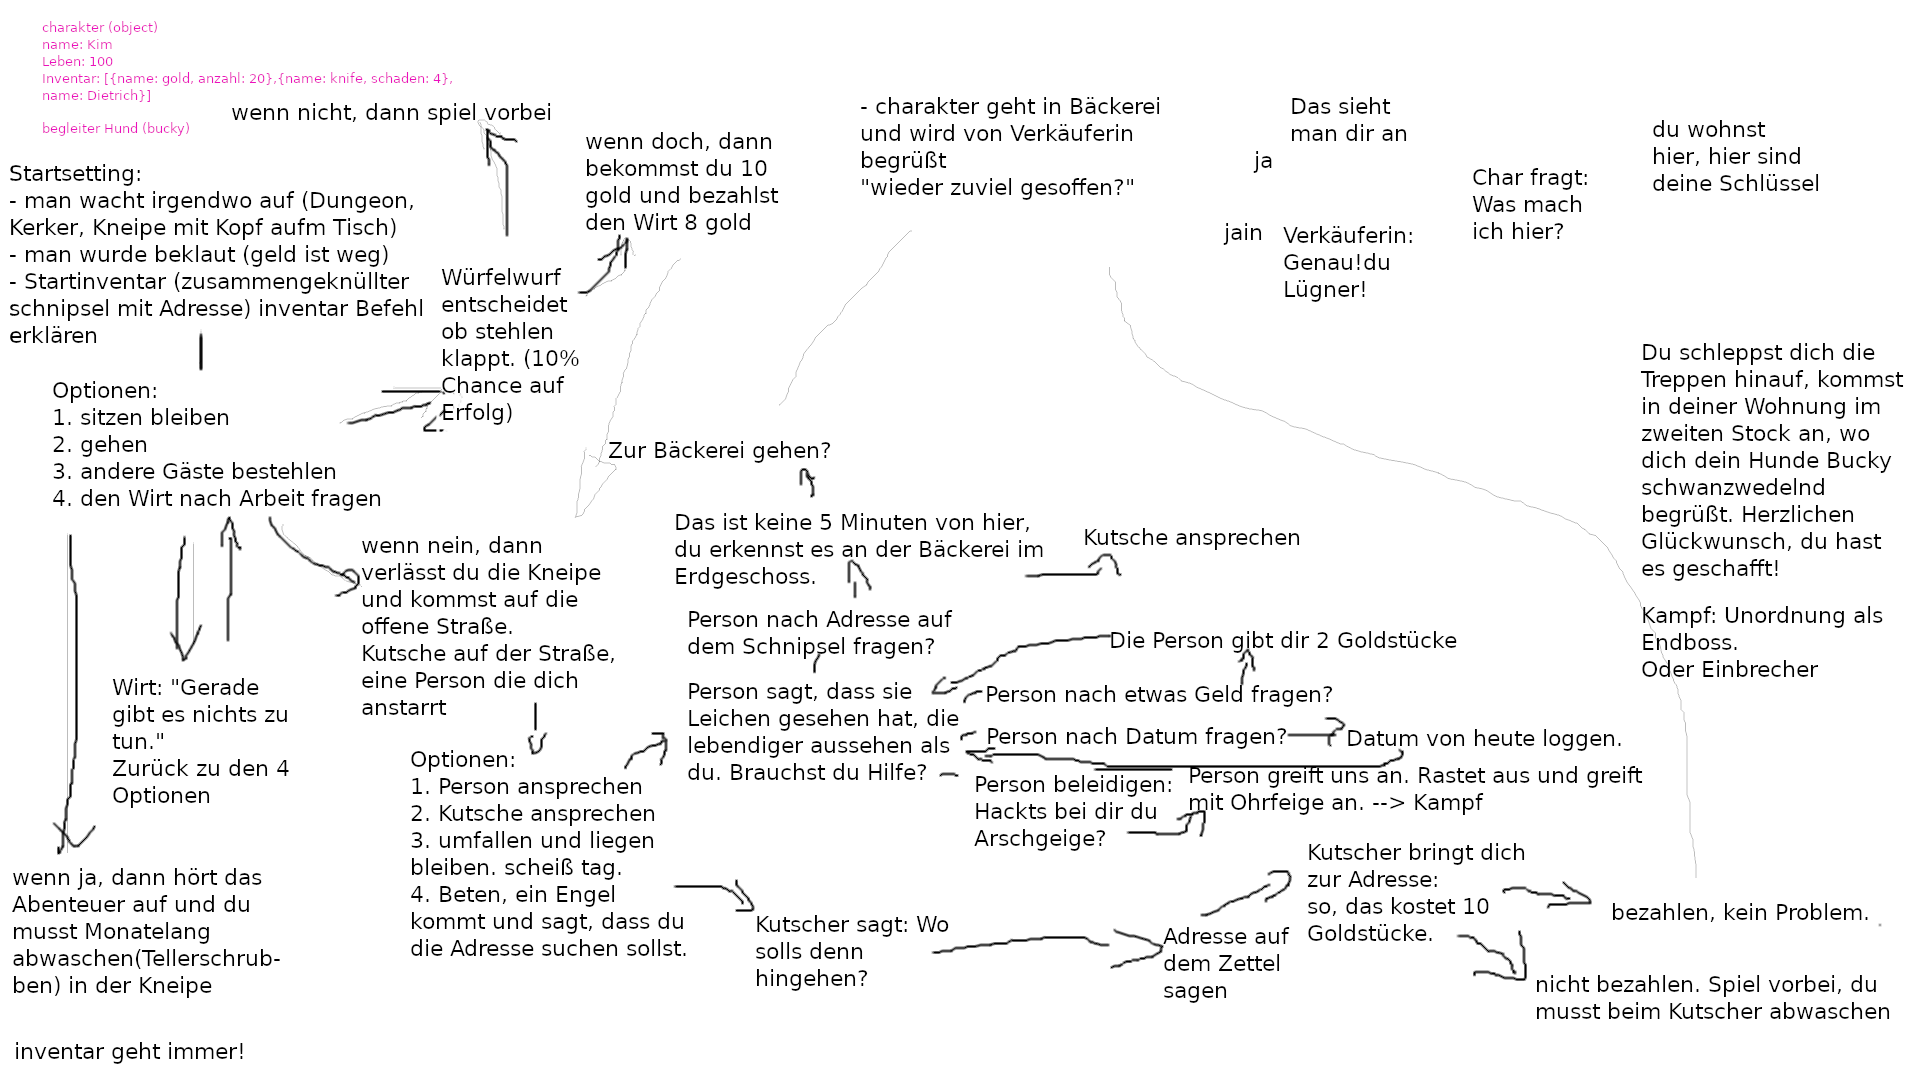 charakter (object)
name: Kim
Leben: 100
Inventar: [{name: gold, anzahl: 20},{name: knife, schaden: 4},
name: Dietrich}]
begleiter Hund (bucky)
wenn nicht, dann spiel vorbei
Startsetting:
- man wacht irgendwo auf (Dungeon,
Kerker, Kneipe mit Kopf aufm Tisch)
- man wurde beklaut (geld ist weg)
- Startinventar (zusammengeknüllter
schnipsel mit Adresse) inventar Befehl
erklären
wenn doch, dann
bekommst du 10
gold und bezahlst
den Wirt 8 gold
Würfelwurf
entscheidet
ob stehlen
klappt. (10%
Chance auf
Erfolg)
Optionen:
1. sitzen bleiben
2. gehen
3. andere Gäste bestehlen
4. den Wirt nach Arbeit fragen
- charakter geht in Bäckerei
und wird von Verkäuferin
begrüßt
"wieder zuviel gesoffen?"
Das sieht
man dir an
ja
jain
Verkäuferin:
Genau!du
Lügner!
Char fragt:
Was mach
ich hier?
du wohnst
hier, hier sind
deine Schlüssel
Du schleppst dich die
Treppen hinauf, kommst
in deiner Wohnung im
zweiten Stock an, wo
dich dein Hunde Bucky
schwanzwedelnd
begrüßt. Herzlichen
Glückwunsch, du hast
es geschafft!
Kampf: Unordnung als
Endboss.
Oder Einbrecher
Zur Bäckerei gehen?
Das ist keine 5 Minuten von hier,
du erkennst es an der Bäckerei im
Erdgeschoss.
Kutsche ansprechen
Person nach Adresse auf
dem Schnipsel fragen?
Die Person gibt dir 2 Goldstücke
Person sagt, dass sie
Leichen gesehen hat, die
lebendiger aussehen als
du. Brauchst du Hilfe?
Person nach etwas Geld fragen?
Person nach Datum fragen?
Datum von heute loggen.
Person beleidigen:
Hackts bei dir du
Arschgeige?
Person greift uns an. Rastet aus und greift
mit Ohrfeige an. --> Kampf
wenn nein, dann
verlässt du die Kneipe
und kommst auf die
offene Straße.
Kutsche auf der Straße,
eine Person die dich
anstarrt
Wirt: "Gerade
gibt es nichts zu
tun."
Zurück zu den 4
Optionen
Optionen:
1. Person ansprechen
2. Kutsche ansprechen
3. umfallen und liegen
bleiben. scheiß tag.
4. Beten, ein Engel
kommt und sagt, dass du
die Adresse suchen sollst.
Kutscher sagt: Wo
solls denn
hingehen?
Adresse auf
dem Zettel
sagen
Kutscher bringt dich
zur Adresse:
so, das kostet 10
Goldstücke.
bezahlen, kein Problem.
nicht bezahlen. Spiel vorbei, du
musst beim Kutscher abwaschen
wenn ja, dann hört das
Abenteuer auf und du
musst Monatelang
abwaschen(Tellerschrub-
ben) in der Kneipe
inventar geht immer!